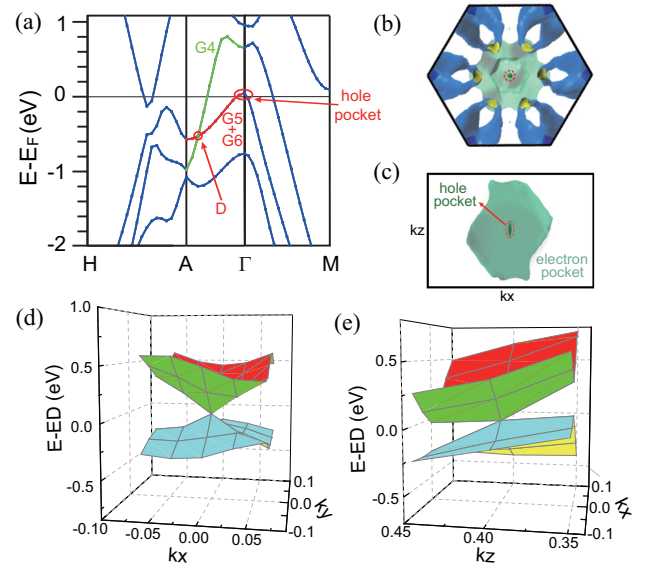 (a)
1
0
-1
-2
E-E_F (eV)
H
A
Γ
M
G4
G5
+
G6
D
hole
pocket
(b)
(c)
hole
pocket
electron
pocket
kz
kx
(d)
1.0
0.5
0.0
-0.5
E-ED (eV)
-0.10
-0.05
0.00
0.05
kx
0.1
0.0
-0.1
ky
(e)
0.5
0.0
-0.5
E-ED (eV)
0.45
0.40
0.35
kz
0.1
0.0
-0.1
kx